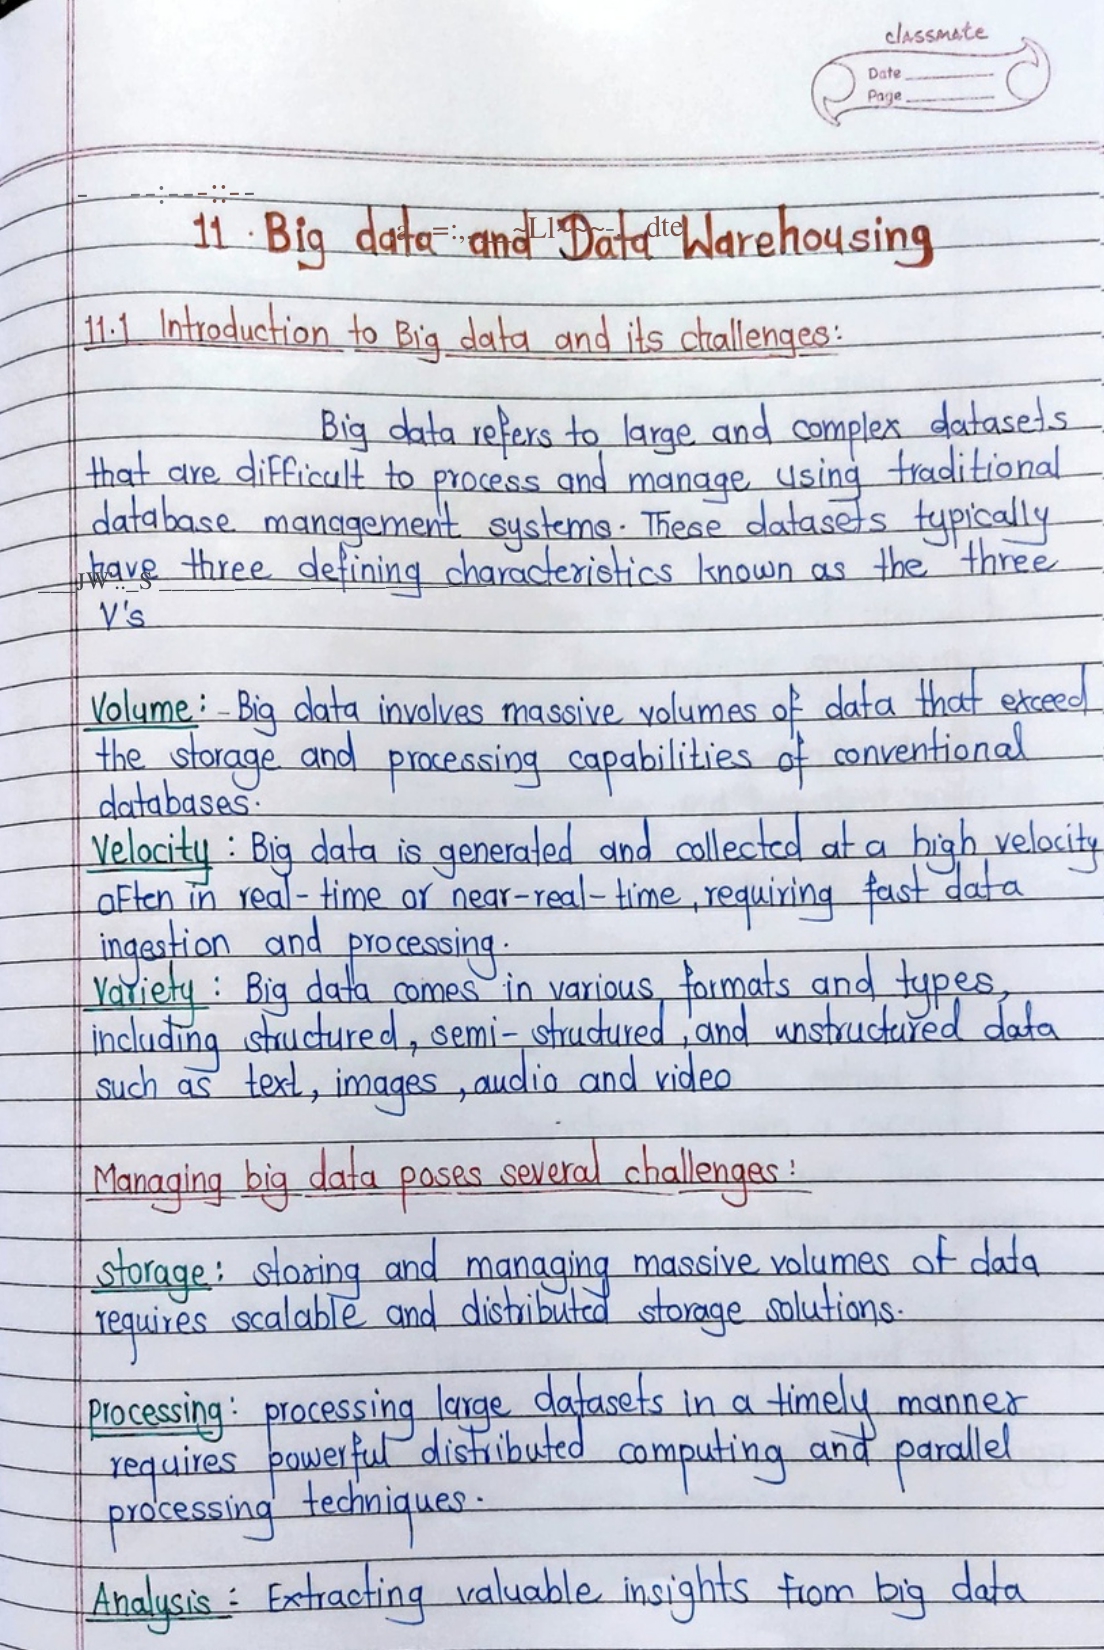 classmate
Date
Page
11. Big data and Data Warehousing
11.1 Introduction to Big data and its challenges:
Big data refers to large and complex datasets
that are difficult to process and manage using traditional
database management systems. These datasets typically
have three defining characteristics known as the three
V's
Volume: - Big data involves massive volumes of data that exceed
the storage and processing capabilities of conventional
databases.
Velocity : Big data is generated and collected at a high velocity
often in real-time or near-real-time, requiring fast data
ingestion and processing.
Variety : Big data comes in various formats and types,
including structured, semi-structured, and unstructured data
such as text, images, audio and video
Managing big data poses several challenges:
Storage: storing and managing massive volumes of data
requires scalable and distributed storage solutions.
Processing: processing large datasets in a timely manner
requires powerful distributed computing and parallel
processing techniques.
Analysis : Extracting valuable insights from big data